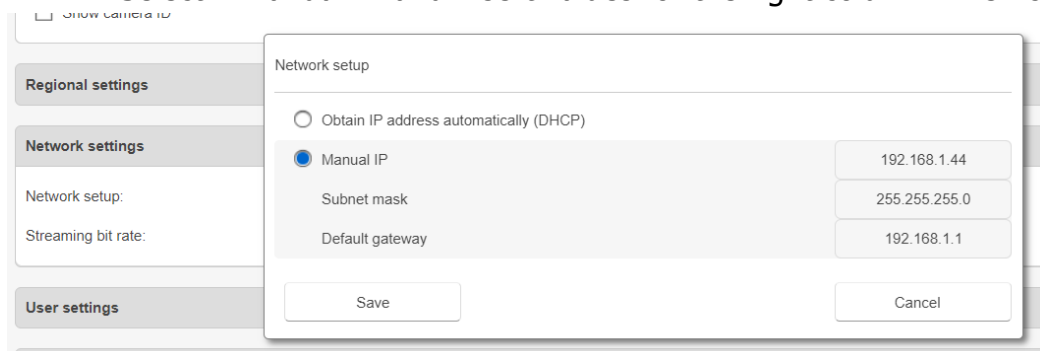 Show camera ID
Network setup
Regional settings
Obtain IP address automatically (DHCP)
Network settings
Manual IP 192.168.1.44
Network setup:
Subnet mask 255.255.255.0
Streaming bit rate:
Default gateway 192.168.1.1
User settings
Save Cancel